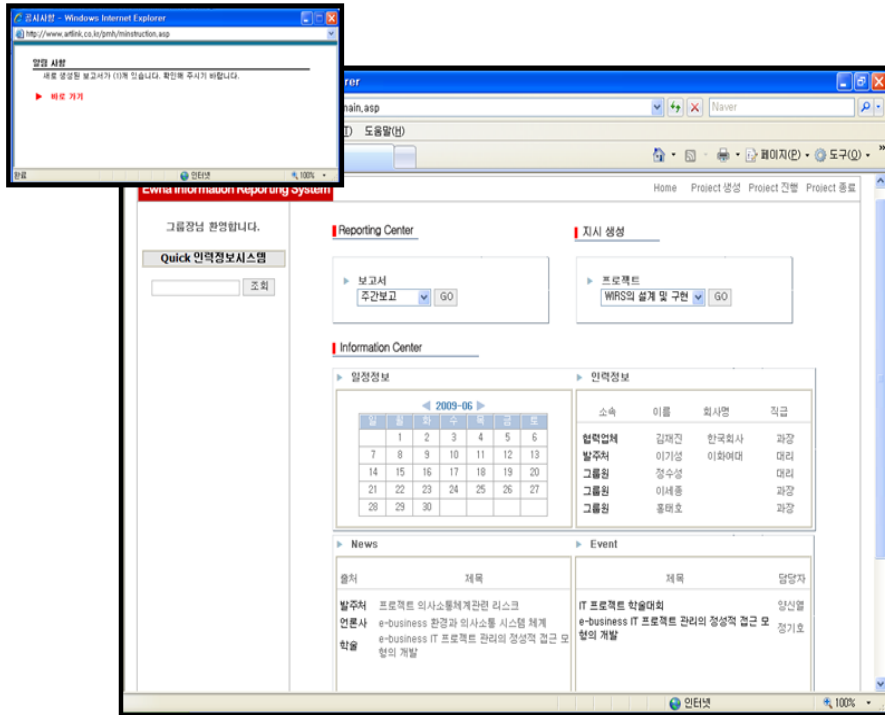 공시사항 - Windows Internet Explorer
http://www.artlink.co.kr/pmh/minstruction.asp
알림 사항
새로 생성된 보고서가 (1)개 있습니다. 확인해 주시기 바랍니다.
▶ 바로 가기
완료 인터넷 100%
rer
main.asp Naver
T) 도움말(H)
페이지(P) 도구(O) »
Ewha Information Reporting System
Home Project 생성 Project 진행 Project 종료
그룹장님 환영합니다.
Quick 인력정보시스템
조회
Reporting Center
보고서
주간보고 GO
지시 생성
프로젝트
WIRS의 설계 및 구현 GO
Information Center
일정정보
2009-06
일 월 화 수 목 금 토
1 2 3 4 5 6
7 8 9 10 11 12 13
14 15 16 17 18 19 20
21 22 23 24 25 26 27
28 29 30
인력정보
소속 이름 회사명 직급
협력업체 김재진 한국회사 과장
발주처 이기성 이화여대 대리
그룹원 정수성 대리
그룹원 이세종 과장
그룹원 홍태호 과장
News
출처 제목
발주처 프로젝트 의사소통체계관련 리스크
언론사 e-business 환경과 의사소통 시스템 체계
학술 e-business IT 프로젝트 관리의 정성적 접근 모
형의 개발
Event
제목 담당자
IT 프로젝트 학술대회 양신열
e-business IT 프로젝트 관리의 정성적 접근 모
형의 개발 정기호
인터넷 100%